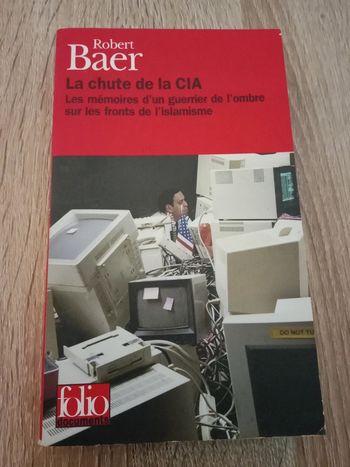 Robert
Baer
La chute de la CIA
Les mémoires d'un guerrier de l'ombre
sur les fronts de l'islamisme
DO NOT TU
folio
documents